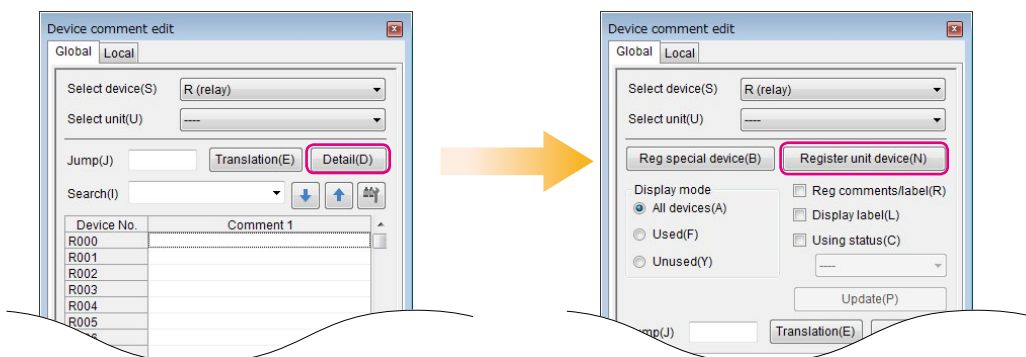 Device comment edit
Global Local
Select device(S) R (relay)
Select unit(U) ----
Jump(J) Translation(E) Detail(D)
Search(I)
Device No. Comment 1
R000
R001
R002
R003
R004
R005
Device comment edit
Global Local
Select device(S) R (relay)
Select unit(U) ----
Reg special device(B) Register unit device(N)
Display mode
All devices(A)
Used(F)
Unused(Y)
Reg comments/label(R)
Display label(L)
Using status(C)
----
Update(P)
Translation(E)